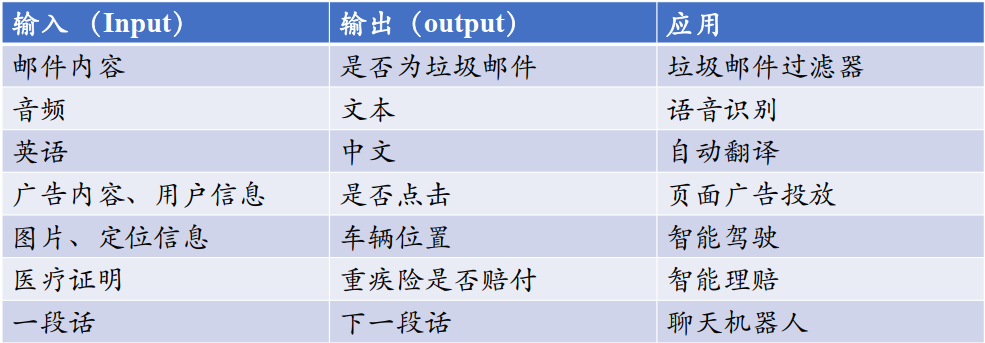 输入（Input） 输出（output） 应用
邮件内容 是否为垃圾邮件 垃圾邮件过滤器
音频 文本 语音识别
英语 中文 自动翻译
广告内容、用户信息 是否点击 页面广告投放
图片、定位信息 车辆位置 智能驾驶
医疗证明 重疾险是否赔付 智能理赔
一段话 下一段话 聊天机器人